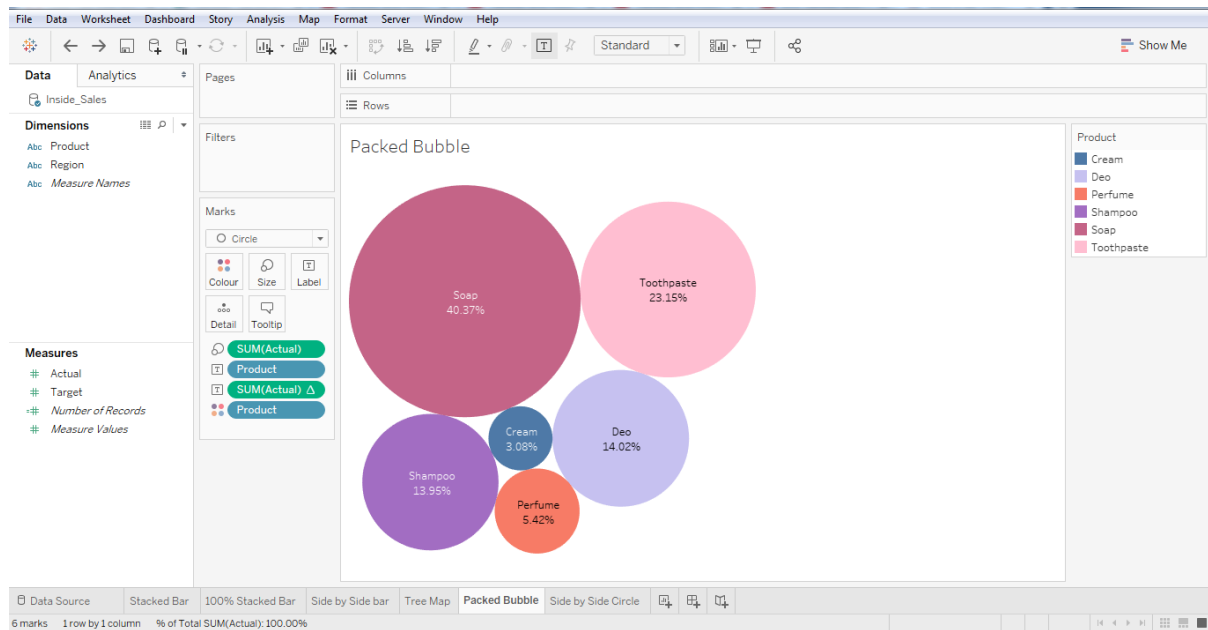 File Data Worksheet Dashboard Story Analysis Map Format Server Window Help
Standard
Show Me
Data Analytics
Inside_Sales
Dimensions
Abc Product
Abc Region
Abc Measure Names
Measures
# Actual
# Target
=# Number of Records
# Measure Values
Pages
Filters
Marks
Circle
Colour Size Label
Detail Tooltip
SUM(Actual)
T Product
T SUM(Actual) Δ
Product
Columns
Rows
Packed Bubble
Soap
40.37%
Toothpaste
23.15%
Cream
3.08%
Deo
14.02%
Shampoo
13.95%
Perfume
5.42%
Product
Cream
Deo
Perfume
Shampoo
Soap
Toothpaste
Data Source Stacked Bar 100% Stacked Bar Side by Side bar Tree Map Packed Bubble Side by Side Circle
6 marks 1 row by 1 column % of Total SUM(Actual): 100.00%